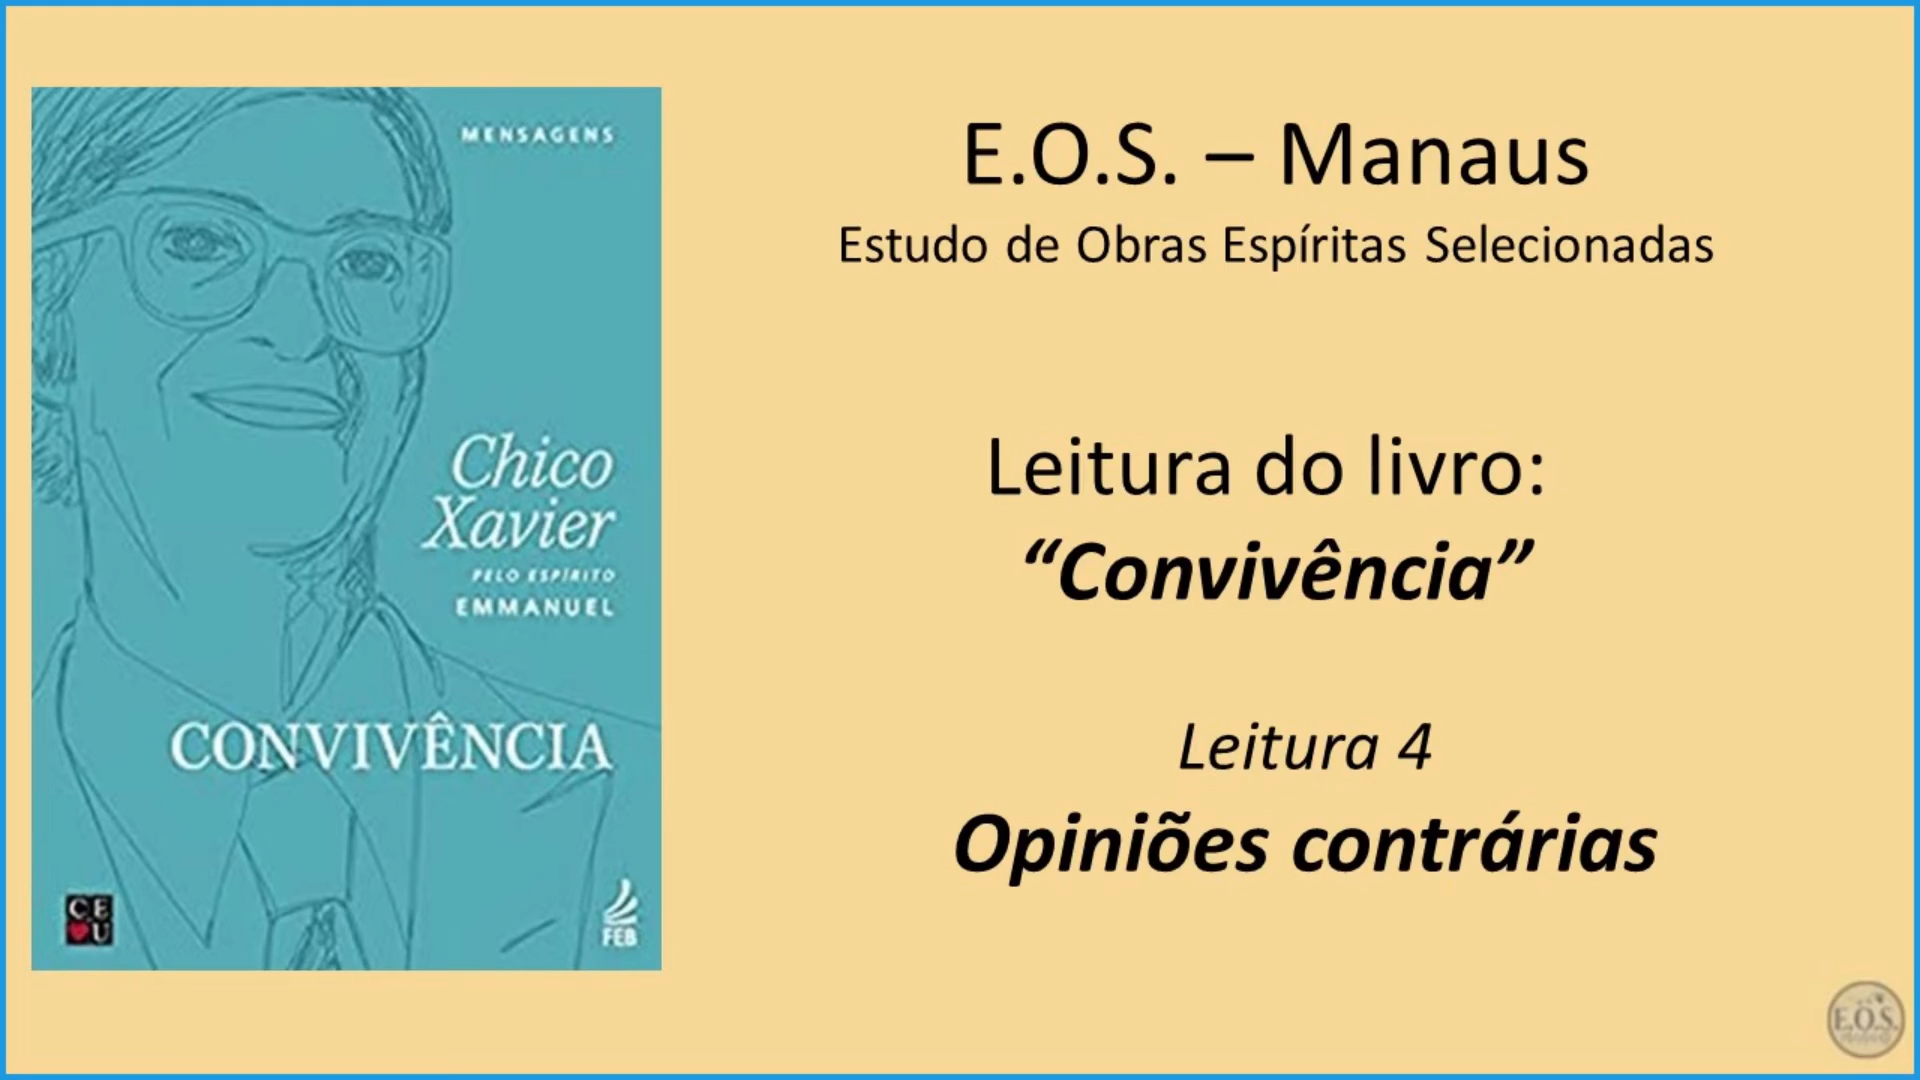 MENSAGENS
Chico
Xavier
PELO ESPÍRITO
EMMANUEL
CONVIVÊNCIA
CE
U
FEB
E.O.S. – Manaus
Estudo de Obras Espíritas Selecionadas
Leitura do livro:
“Convivência”
Leitura 4
Opiniões contrárias
E.O.S.